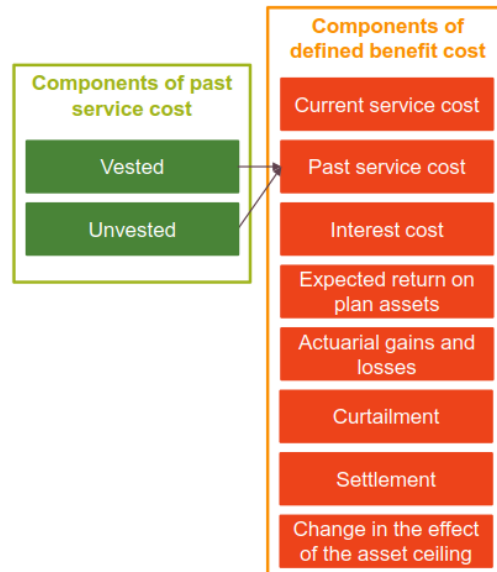 Components of past
service cost
Vested
Unvested
Components of
defined benefit cost
Current service cost
Past service cost
Interest cost
Expected return on
plan assets
Actuarial gains and
losses
Curtailment
Settlement
Change in the effect
of the asset ceiling